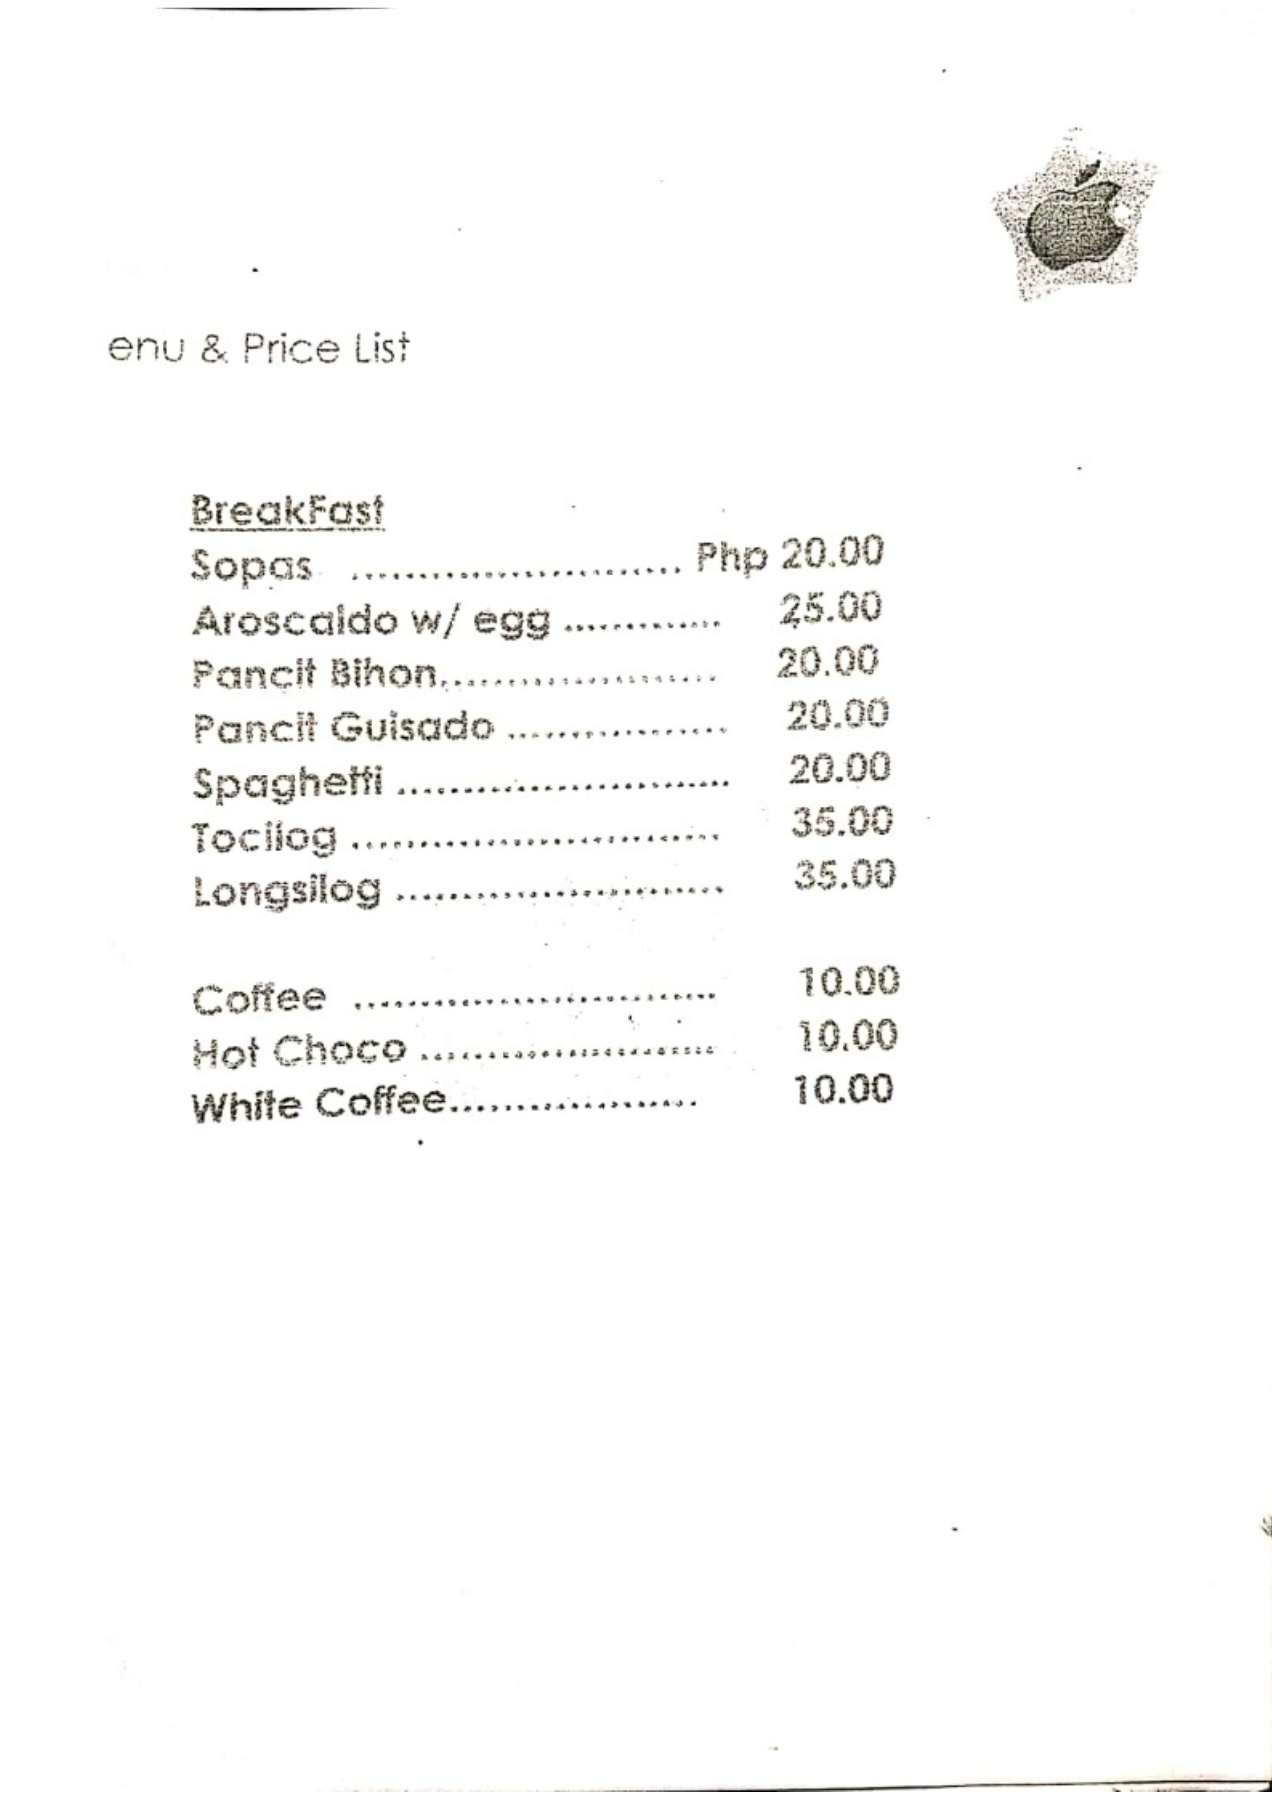 enu & Price List
BreakFast
Sopas ........................ Php 20.00
Aroscaldo w/ egg ............ 25.00
Pancit Bihon..................... 20.00
Pancit Guisado ................. 20.00
Spaghetti ......................... 20.00
Tocilog ............................ 35.00
Longsilog ......................... 35.00
Coffee ........................... 10.00
Hot Choco ...................... 10.00
White Coffee................... 10.00